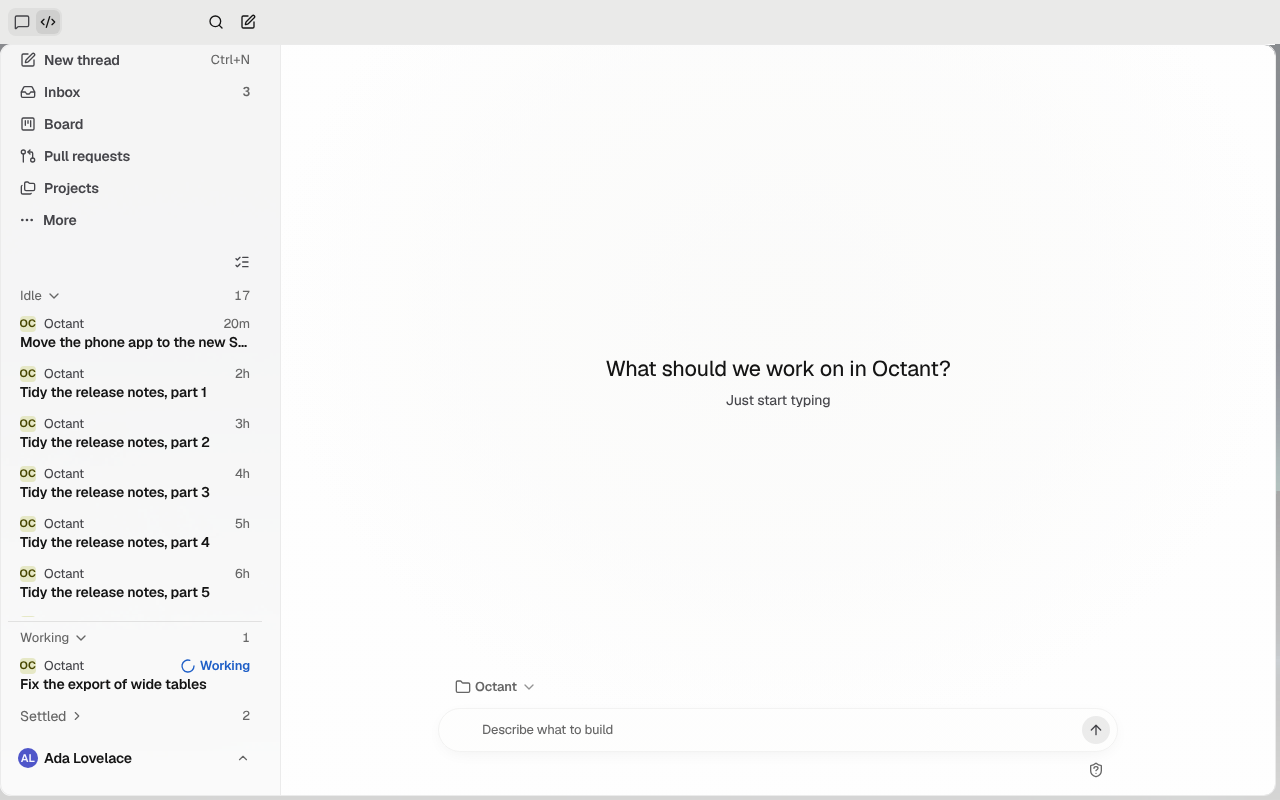 New thread Ctrl+N
Inbox 3
Board
Pull requests
Projects
More
Idle 17
OC Octant 20m
Move the phone app to the new S...
OC Octant 2h
Tidy the release notes, part 1
OC Octant 3h
Tidy the release notes, part 2
OC Octant 4h
Tidy the release notes, part 3
OC Octant 5h
Tidy the release notes, part 4
OC Octant 6h
Tidy the release notes, part 5
Working 1
OC Octant Working
Fix the export of wide tables
Settled 2
AL Ada Lovelace
What should we work on in Octant?
Just start typing
Octant
Describe what to build